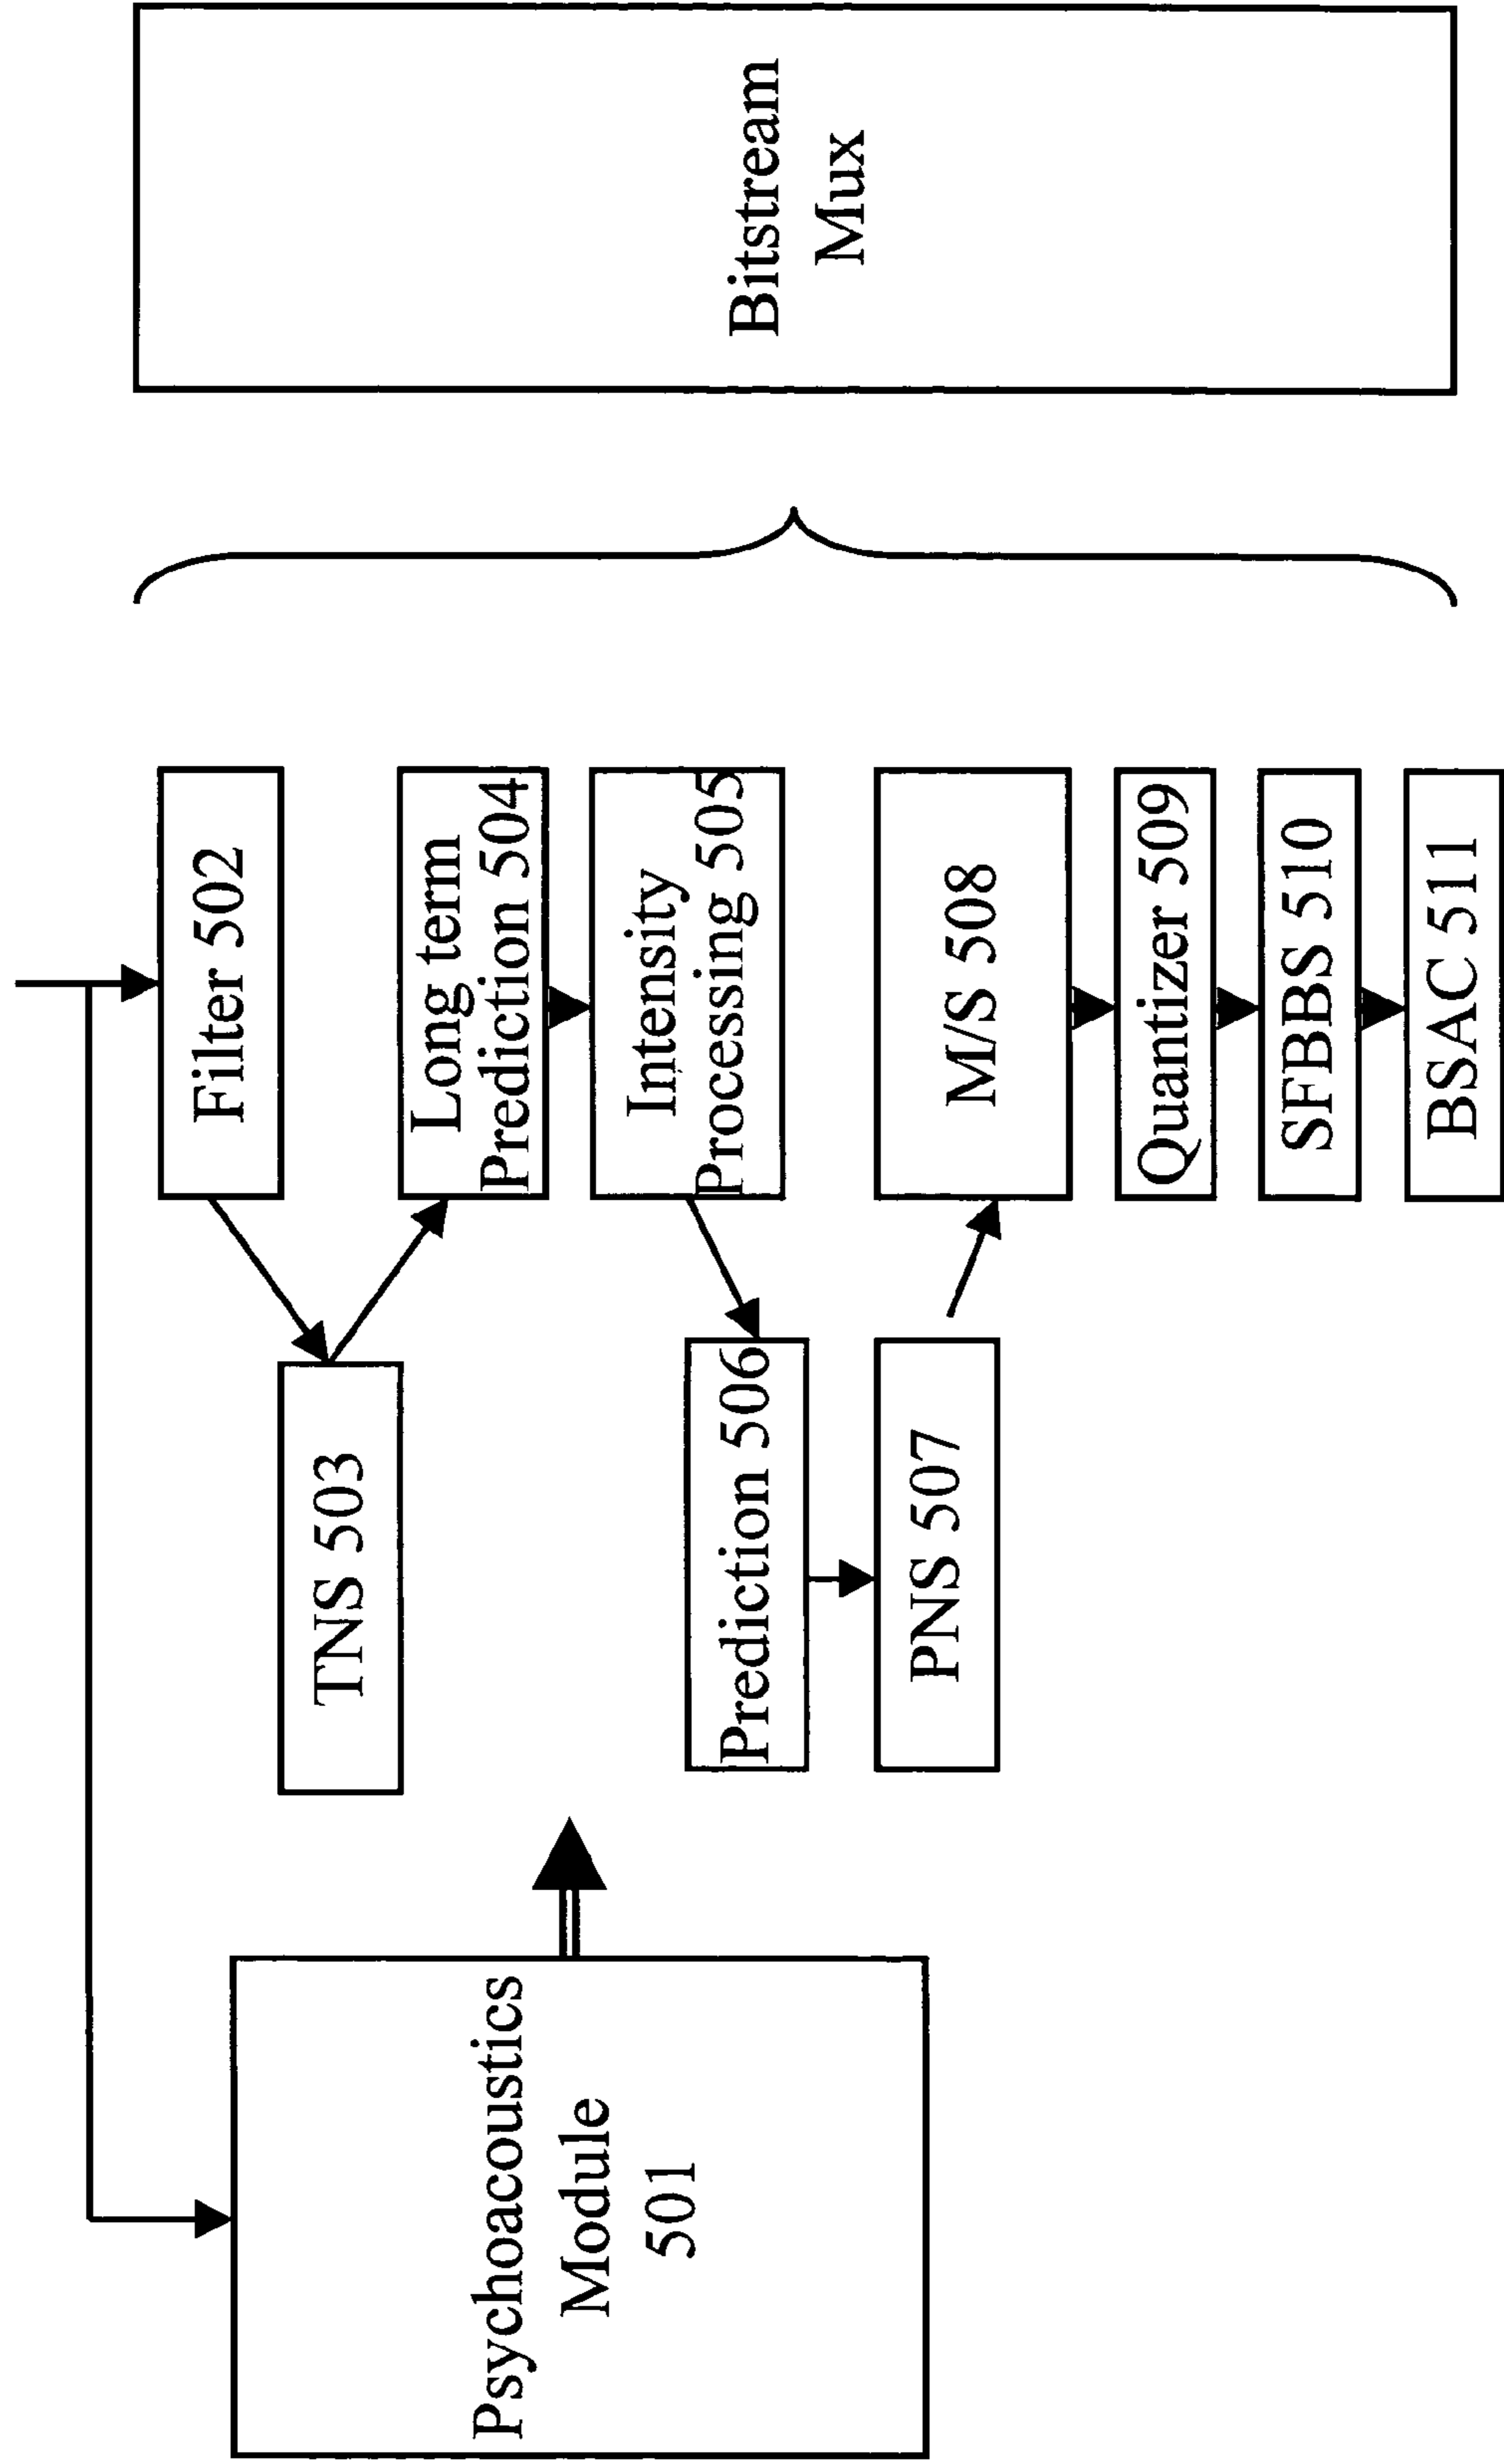 Psychoacoustics
Module
501
TNS 503
Prediction 506
PNS 507
Filter 502
Long term
Prediction 504
Intensity
Processing 505
M/S 508
Quantizer 509
SFBBS 510
BSAC 511
Bitstream
Mux